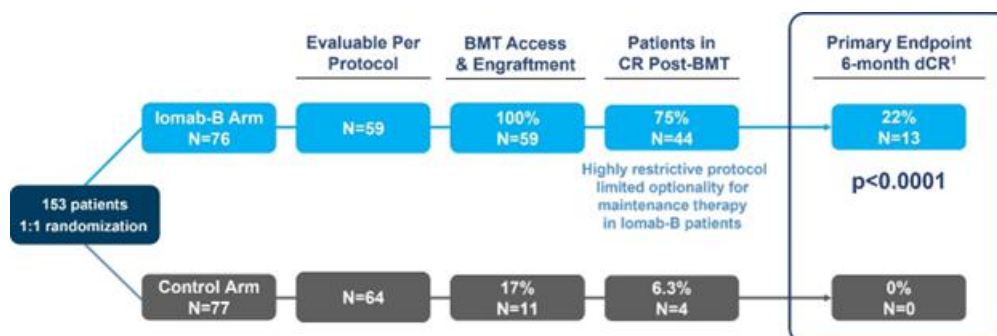 Evaluable Per
Protocol
BMT Access
& Engraftment
Patients in
CR Post-BMT
Primary Endpoint
6-month dCR¹
Iomab-B Arm
N=76
N=59
100%
N=59
75%
N=44
22%
N=13
Highly restrictive protocol
limited optionality for
maintenance therapy
in Iomab-B patients
p<0.0001
153 patients
1:1 randomization
Control Arm
N=77
N=64
17%
N=11
6.3%
N=4
0%
N=0